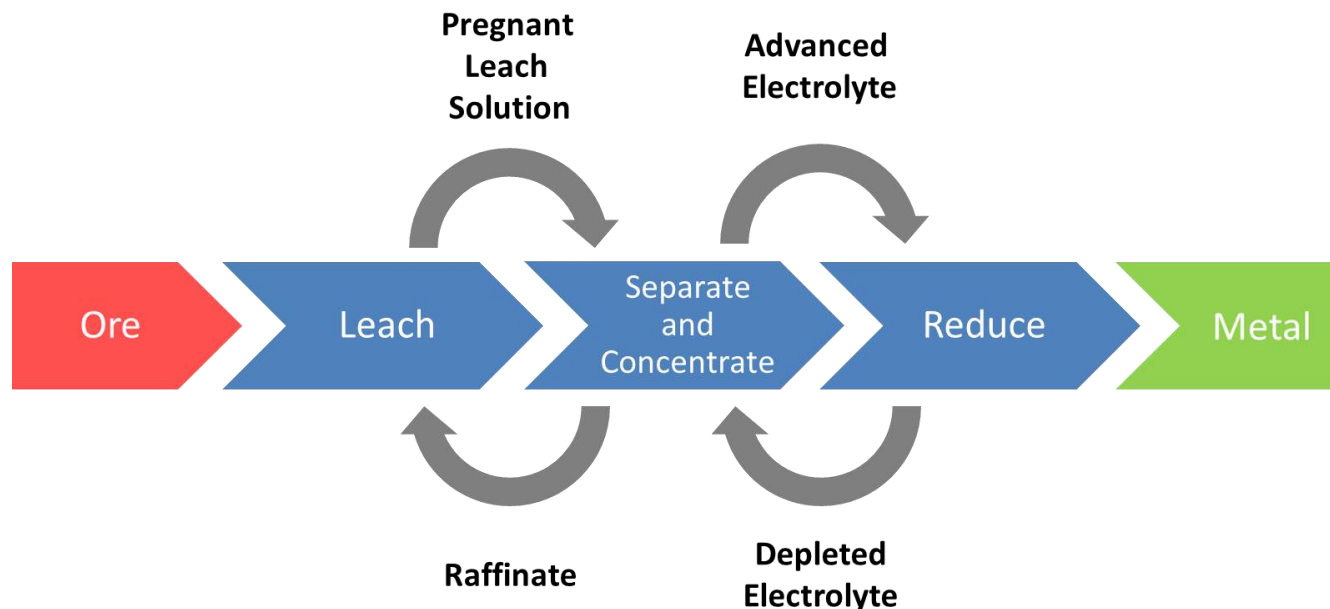 Pregnant
Leach
Solution
Advanced
Electrolyte
Ore
Leach
Separate
and
Concentrate
Reduce
Metal
Raffinate
Depleted
Electrolyte